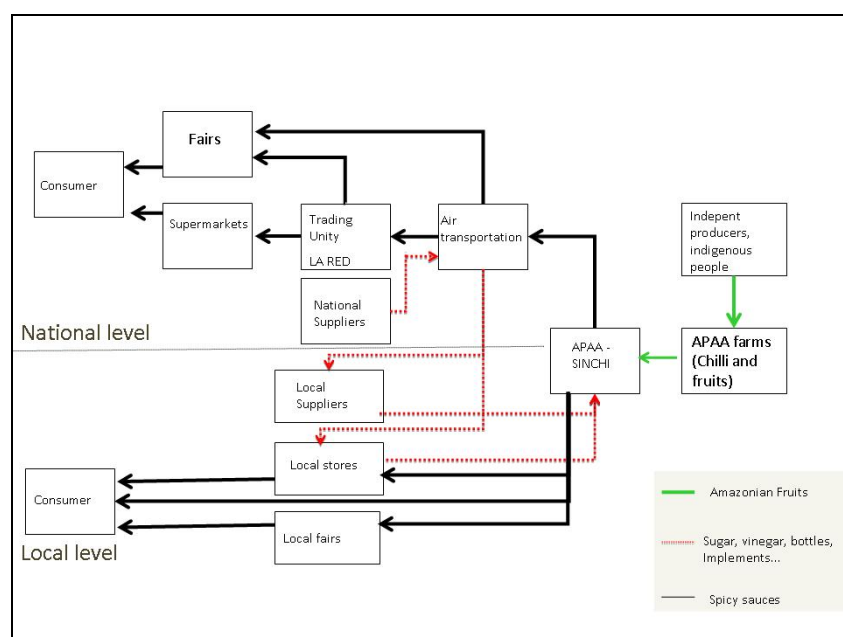 Fairs
Consumer
Supermarkets
Trading
Unity
LA RED
Air
transportation
Indepent
producers,
indigenous
people
National
Suppliers
National level
APAA -
SINCHI
APAA farms
(Chilli and
fruits)
Local
Suppliers
Local stores
Consumer
Local fairs
Local level
Amazonian Fruits
Sugar, vinegar, bottles,
Implements...
Spicy sauces